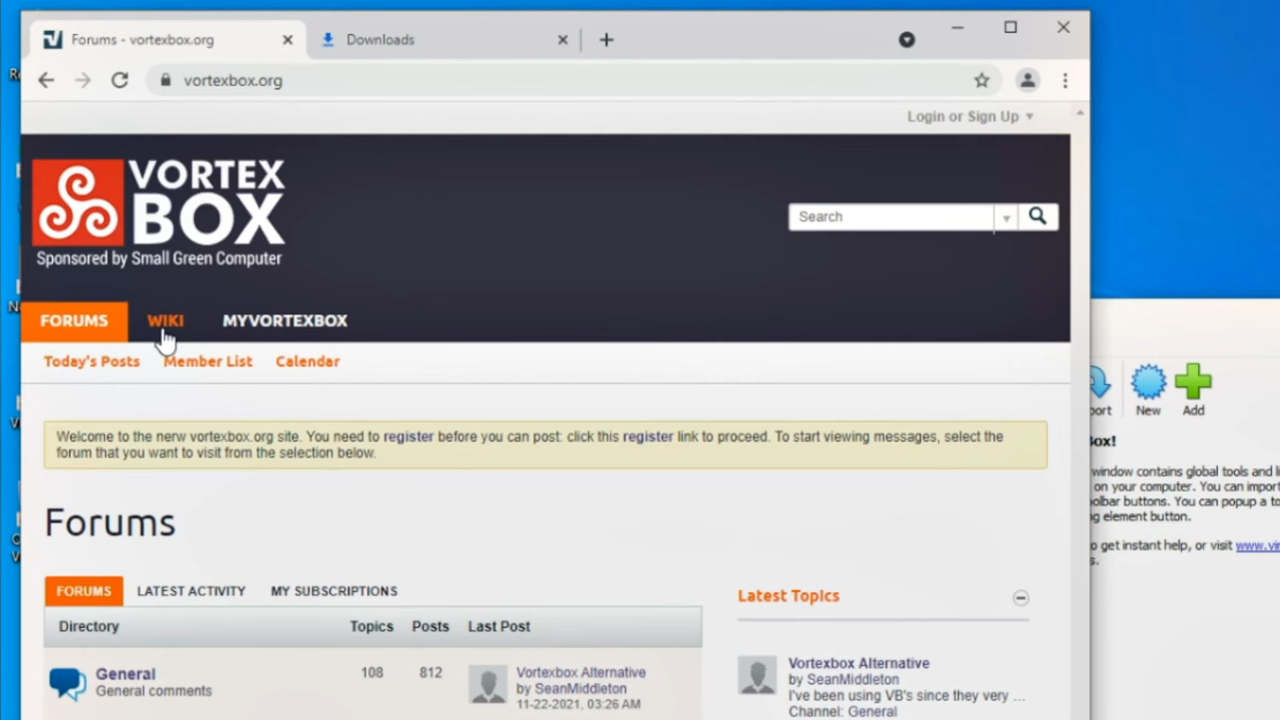 Forums - vortexbox.org
Downloads
vortexbox.org
Login or Sign Up
VORTEX
BOX
Sponsored by Small Green Computer
Search
FORUMS WIKI MYVORTEXBOX
Today's Posts Member List Calendar
Welcome to the nerw vortexbox.org site. You need to register before you can post: click this register link to proceed. To start viewing messages, select the
forum that you want to visit from the selection below.
Forums
FORUMS LATEST ACTIVITY MY SUBSCRIPTIONS
Directory Topics Posts Last Post
General
General comments
108 812
Vortexbox Alternative
by SeanMiddleton
11-22-2021, 03:26 AM
Latest Topics
Vortexbox Alternative
by SeanMiddleton
I've been using VB's since they very ...
Channel: General
ort New Add
Box!
window contains global tools and l
on your computer. You can import
olbar buttons. You can popup a to
g element button.
o get instant help, or visit www.vir
s.